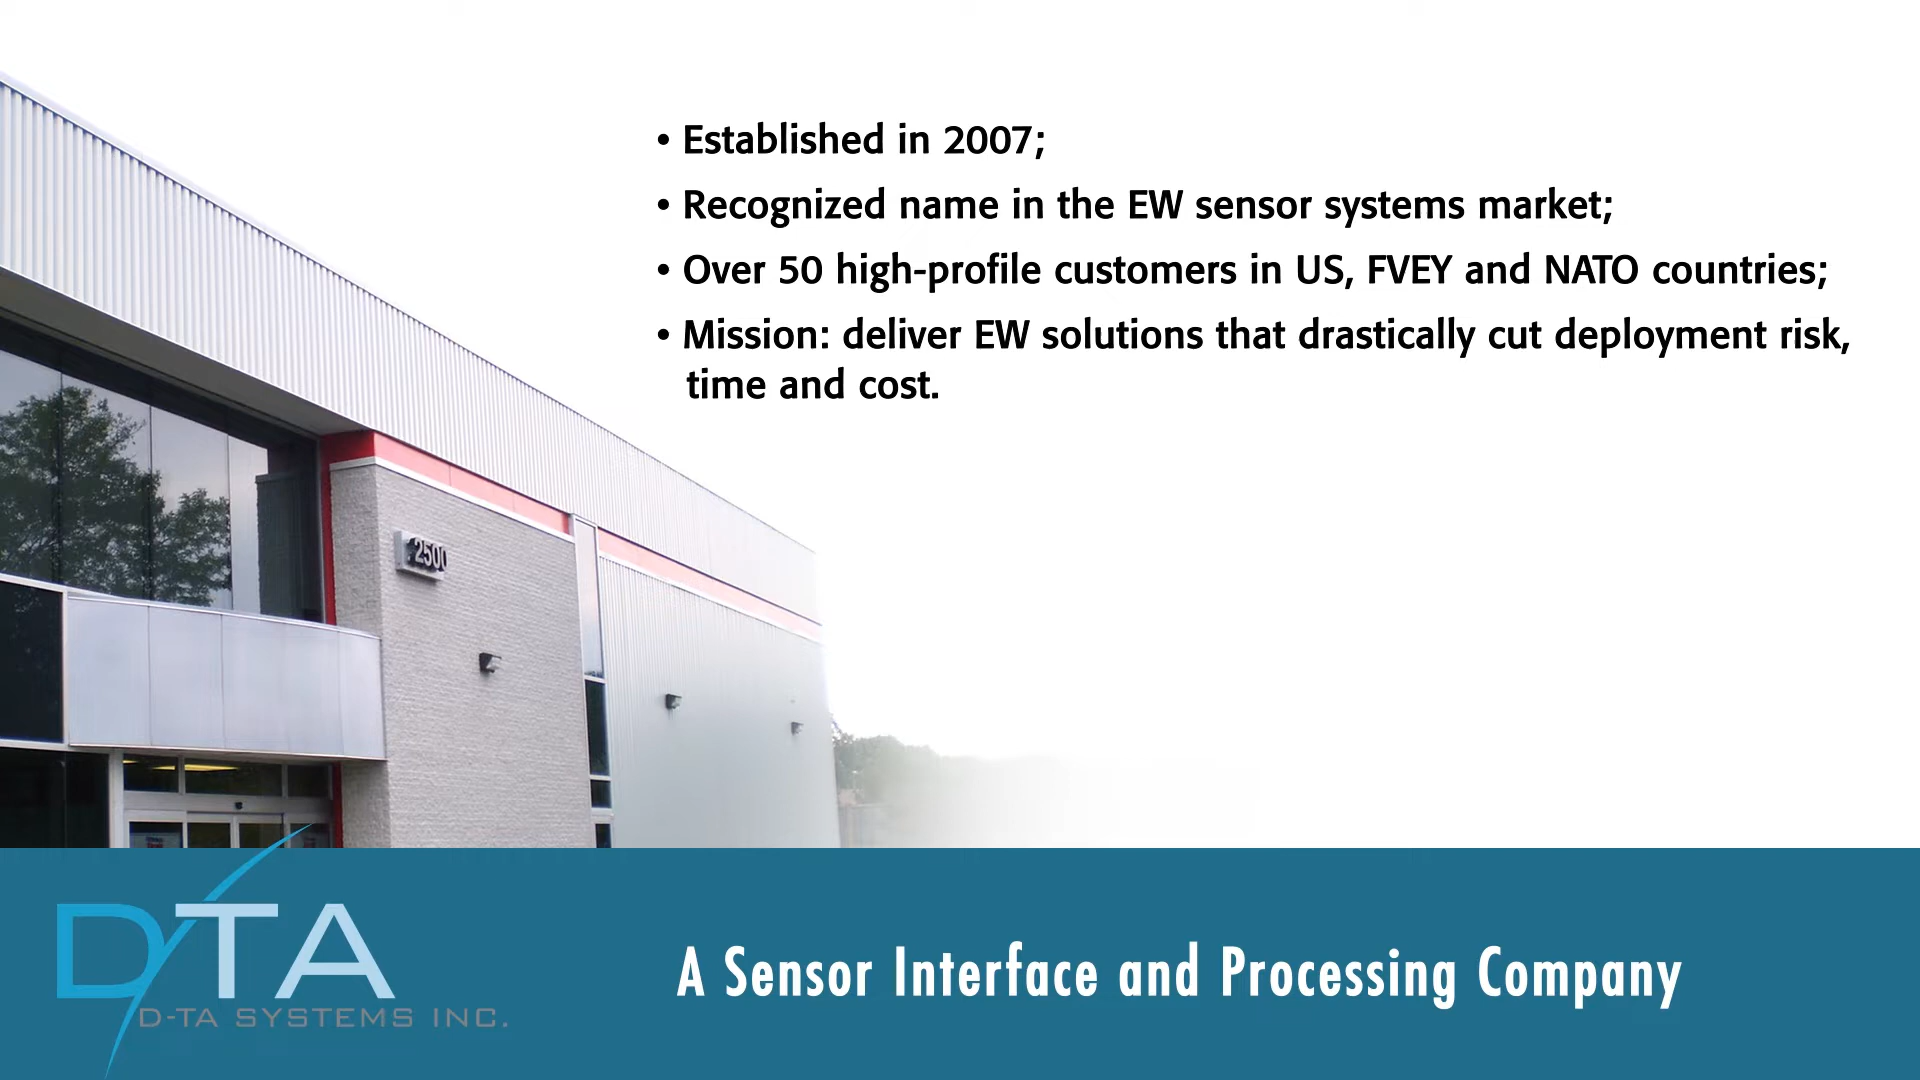 • Established in 2007;
• Recognized name in the EW sensor systems market;
• Over 50 high-profile customers in US, FVEY and NATO countries;
• Mission: deliver EW solutions that drastically cut deployment risk,
time and cost.
2500
D-TA
D-TA SYSTEMS INC.
A Sensor Interface and Processing Company